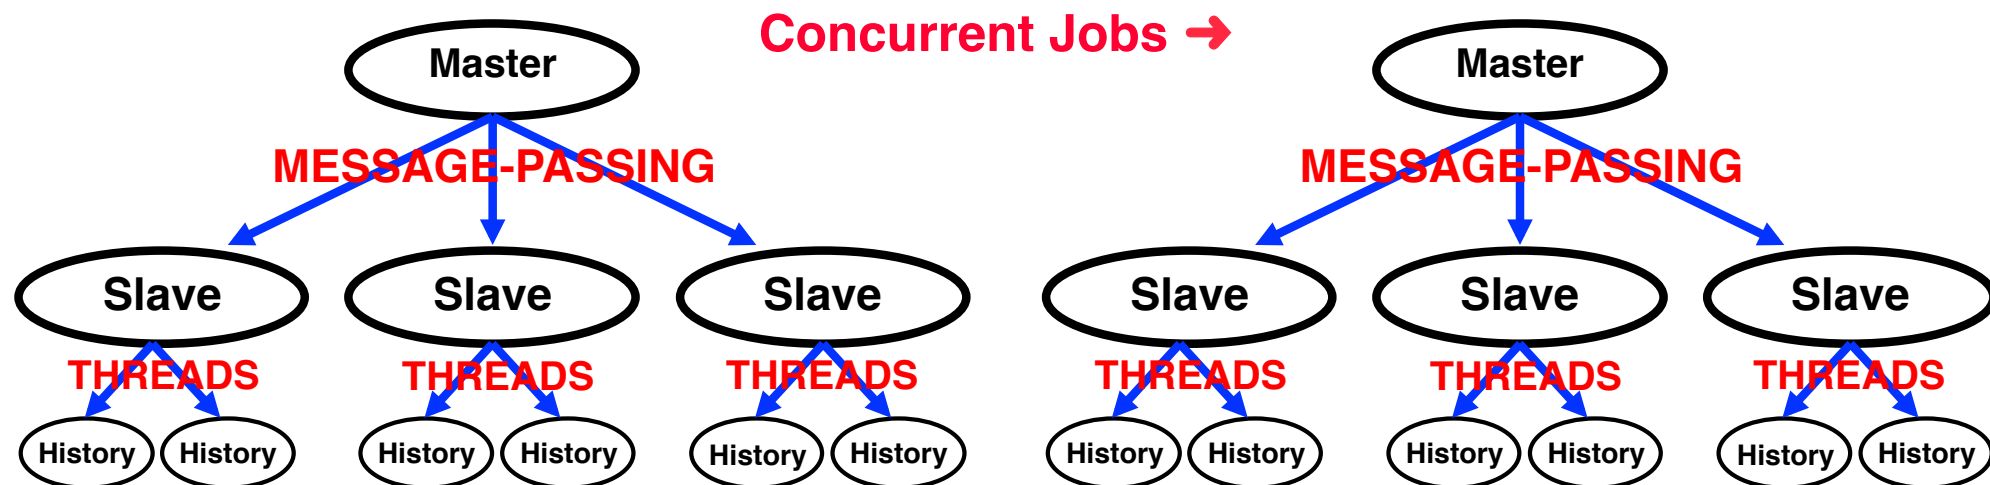 Concurrent Jobs ➜
Master Master
MESSAGE-PASSING MESSAGE-PASSING
Slave Slave Slave Slave Slave Slave
THREADS THREADS THREADS THREADS THREADS THREADS
History History History History History History History History History History History History